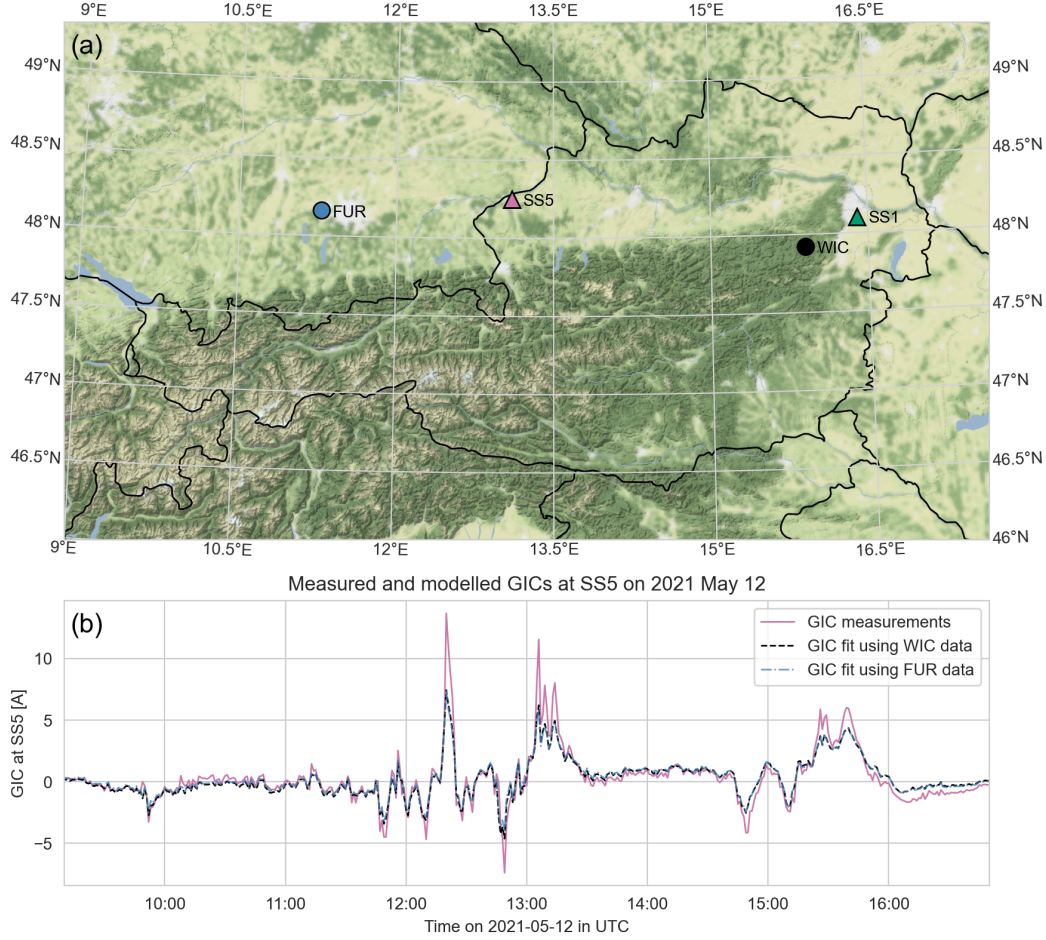 9°E 10.5°E 12°E 13.5°E 15°E 16.5°E
(a)
49°N 49°N
48.5°N 48.5°N
SS5
FUR SS1
48°N 48°N
WIC
47.5°N 47.5°N
47°N 47°N
46.5°N 46.5°N
46°N
9°E 10.5°E 12°E 13.5°E 15°E 16.5°E
Measured and modelled GICs at SS5 on 2021 May 12
(b)
GIC measurements
GIC fit using WIC data
GIC fit using FUR data
GIC at SS5 [A]
10
5
0
−5
10:00 11:00 12:00 13:00 14:00 15:00 16:00
Time on 2021-05-12 in UTC